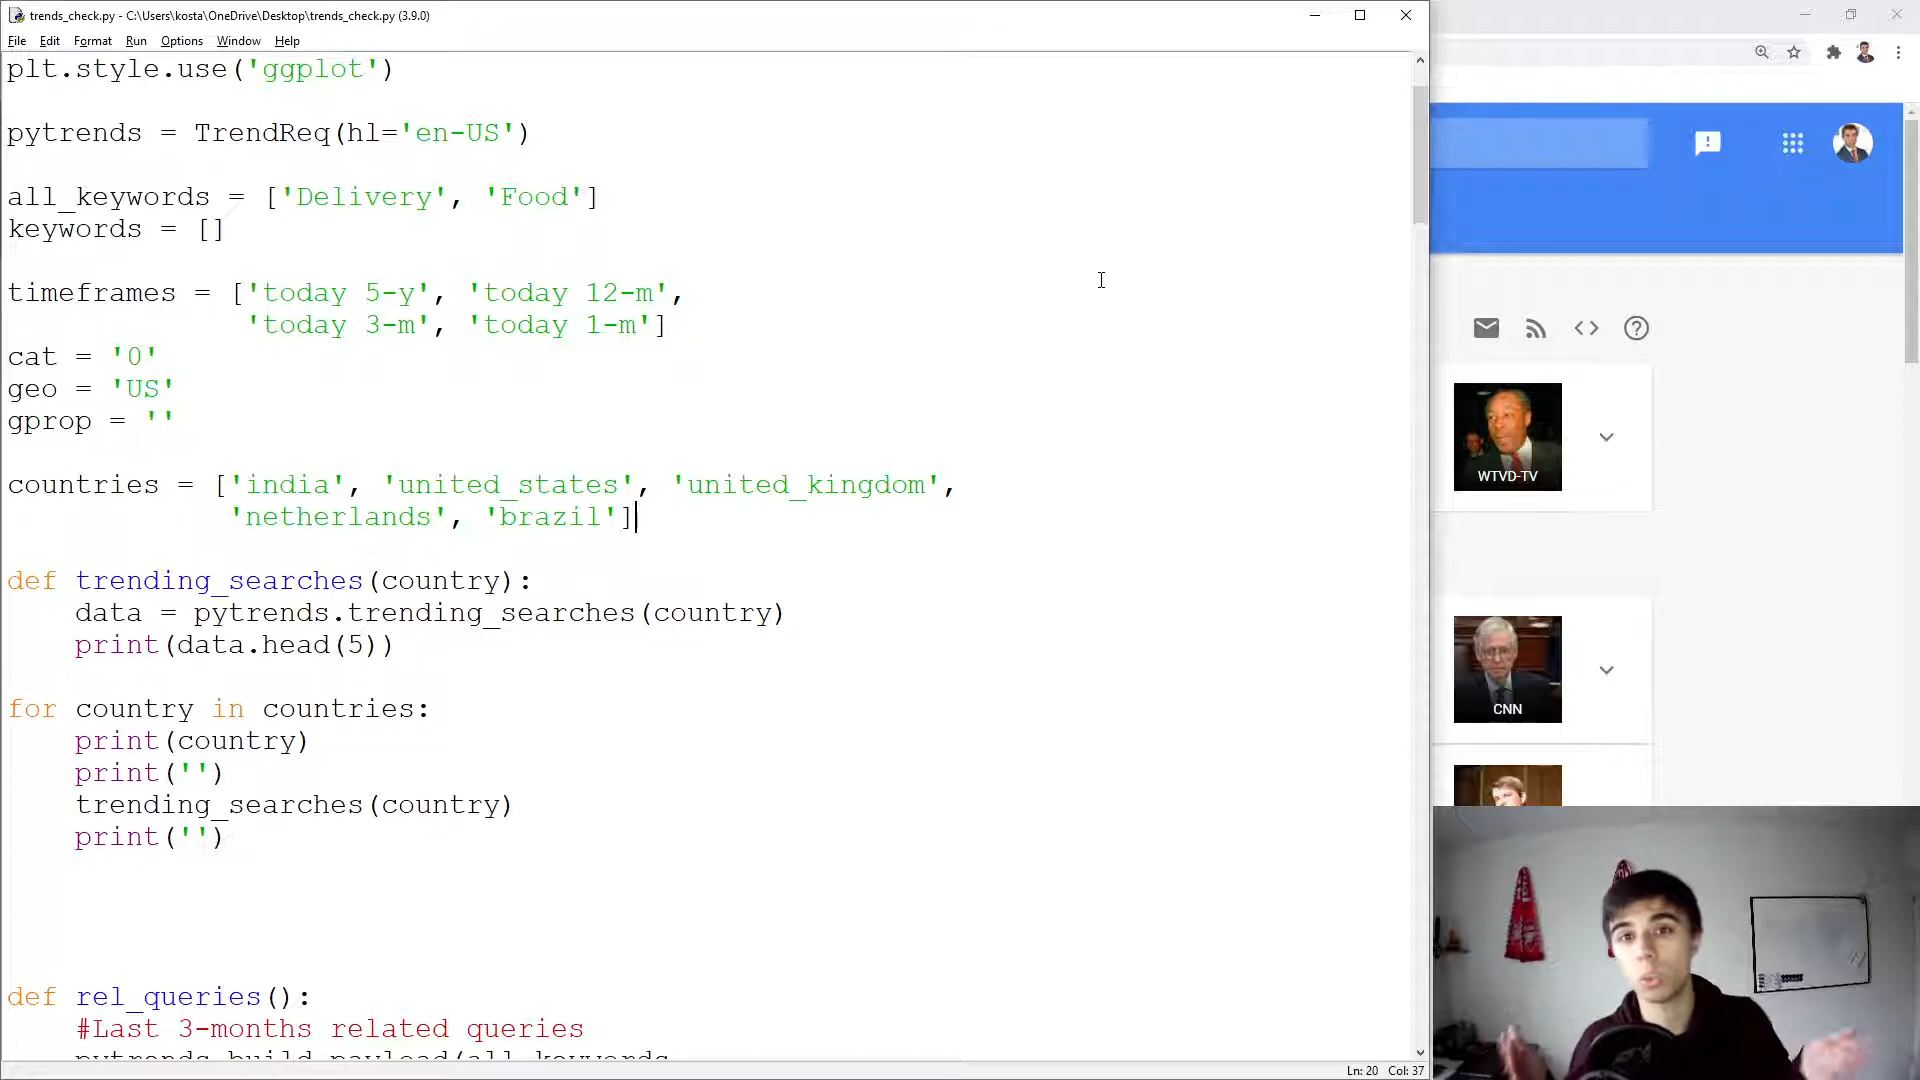 trends_check.py - C:\Users\kosta\OneDrive\Desktop\trends_check.py (3.9.0)
File Edit Format Run Options Window Help
plt.style.use('ggplot')
pytrends = TrendReq(hl='en-US')
all_keywords = ['Delivery', 'Food']
keywords = []
timeframes = ['today 5-y', 'today 12-m',
'today 3-m', 'today 1-m']
cat = '0'
geo = 'US'
gprop = ''
countries = ['india', 'united_states', 'united_kingdom',
'netherlands', 'brazil']
def trending_searches(country):
data = pytrends.trending_searches(country)
print(data.head(5))
for country in countries:
print(country)
print('')
trending_searches(country)
print('')
def rel_queries():
#Last 3-months related queries
pytrends.build_payload(all_keywords,
Ln: 20 Col: 37
WTVD-TV
CNN